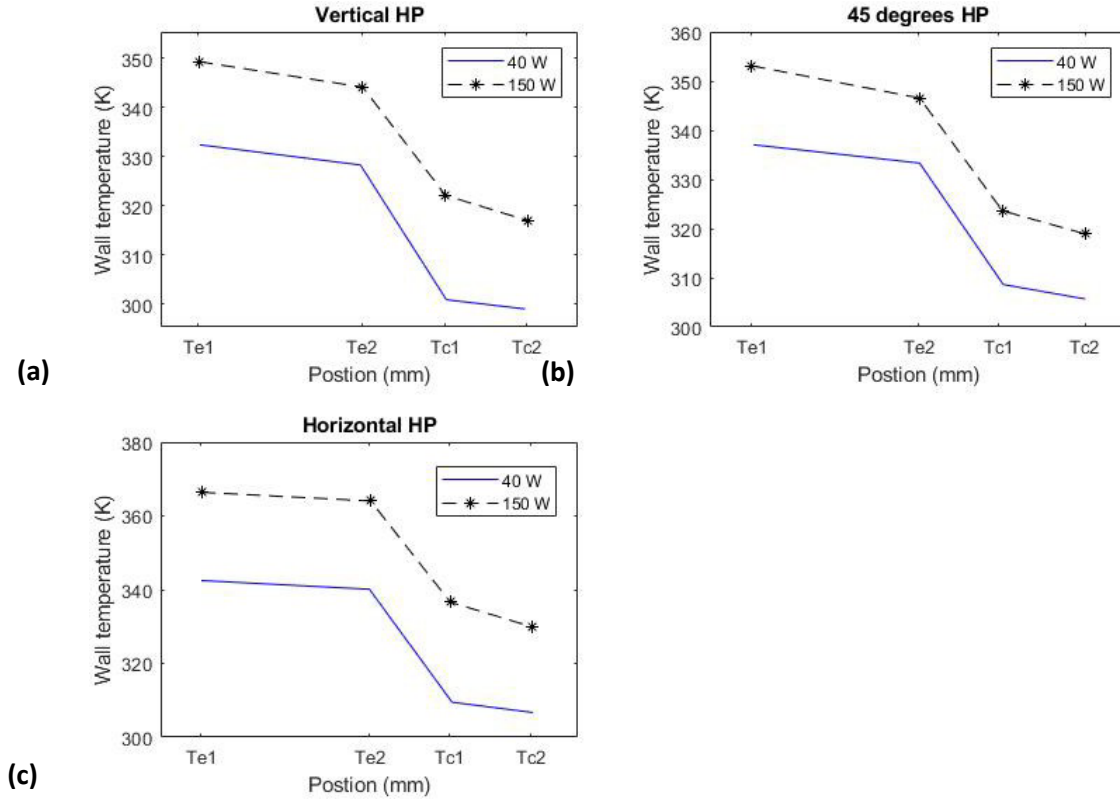 Vertical HP
Wall temperature (K)
350
340
330
320
310
300
40 W
150 W
Te1 Te2 Tc1 Tc2
Postion (mm)
(a)
45 degrees HP
Wall temperature (K)
360
350
340
330
320
310
300
40 W
150 W
Te1 Te2 Tc1 Tc2
Postion (mm)
(b)
Horizontal HP
Wall temperature (K)
380
360
340
320
300
40 W
150 W
Te1 Te2 Tc1 Tc2
Postion (mm)
(c)